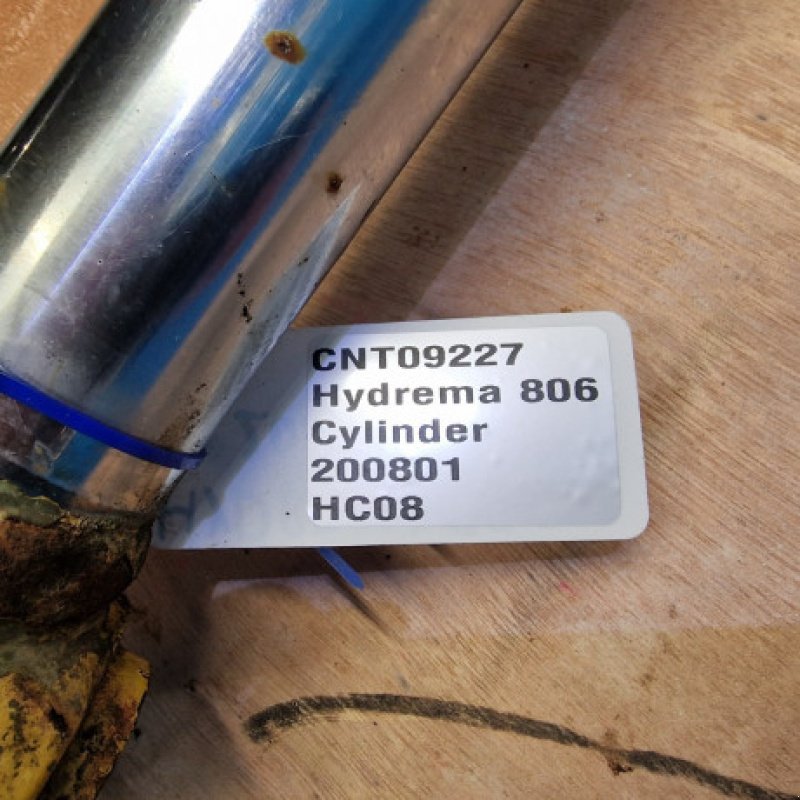 CNT09227
Hydrema 806
Cylinder
200801
HC08